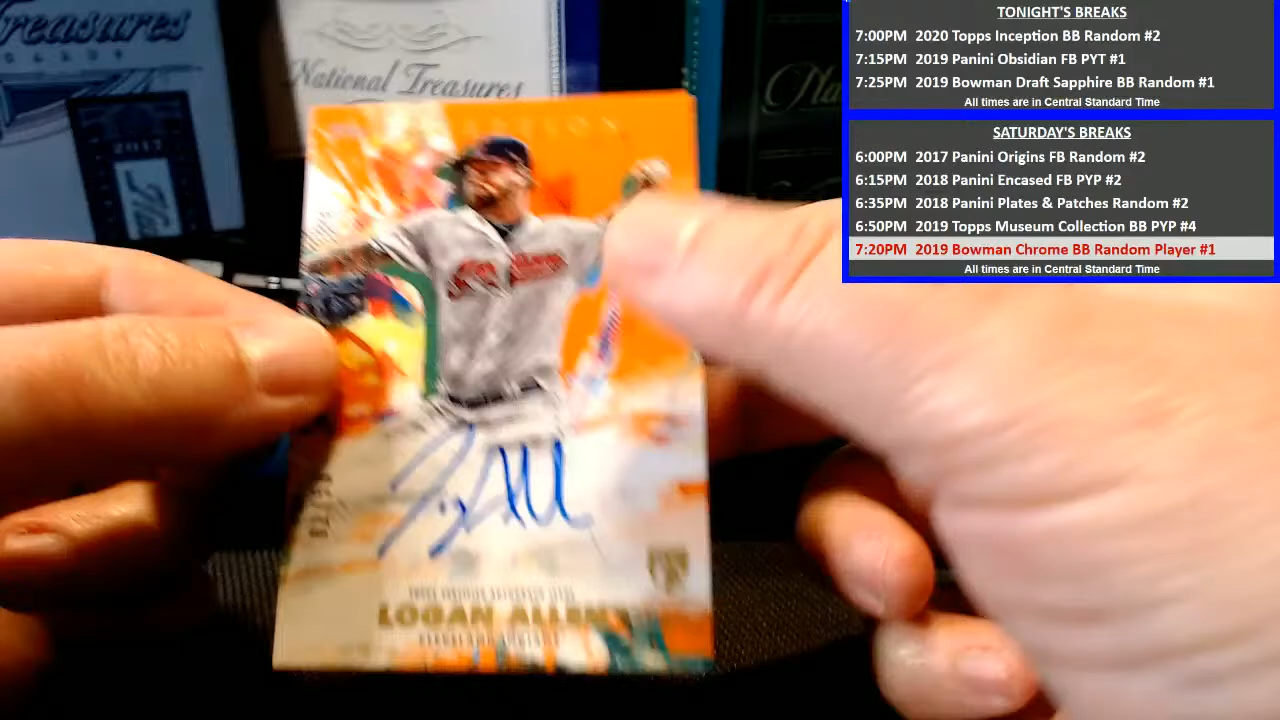 Treasures
National Treasures
2017
TONIGHT'S BREAKS
7:00PM 2020 Topps Inception BB Random #2
7:15PM 2019 Panini Obsidian FB PYT #1
7:25PM 2019 Bowman Draft Sapphire BB Random #1
All times are in Central Standard Time
SATURDAY'S BREAKS
6:00PM 2017 Panini Origins FB Random #2
6:15PM 2018 Panini Encased FB PYP #2
6:35PM 2018 Panini Plates & Patches Random #2
6:50PM 2019 Topps Museum Collection BB PYP #4
7:20PM 2019 Bowman Chrome BB Random Player #1
All times are in Central Standard Time
LOGAN ALLEN